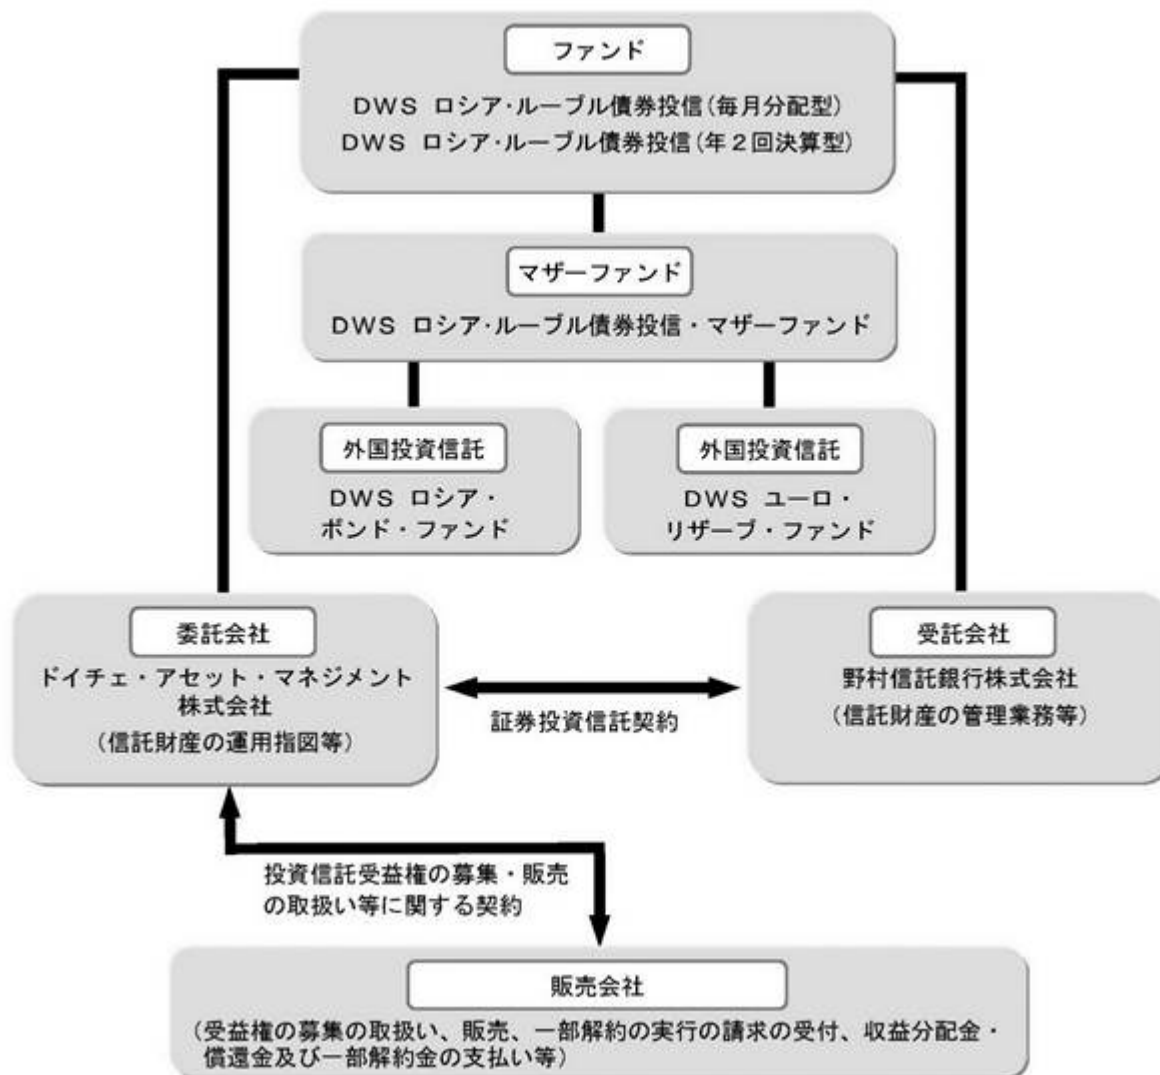 ファンド
DWS ロシア・ルーブル債券投信(毎月分配型)
DWS ロシア・ルーブル債券投信(年2回決算型)
マザーファンド
DWS ロシア・ルーブル債券投信・マザーファンド
外国投資信託
DWS ロシア・
ボンド・ファンド
外国投資信託
DWS ユーロ・
リザーブ・ファンド
委託会社
ドイチェ・アセット・マネジメント
株式会社
(信託財産の運用指図等)
証券投資信託契約
受託会社
野村信託銀行株式会社
(信託財産の管理業務等)
投資信託受益権の募集・販売
の取扱い等に関する契約
販売会社
(受益権の募集の取扱い、販売、一部解約の実行の請求の受付、収益分配金・
償還金及び一部解約金の支払い等)